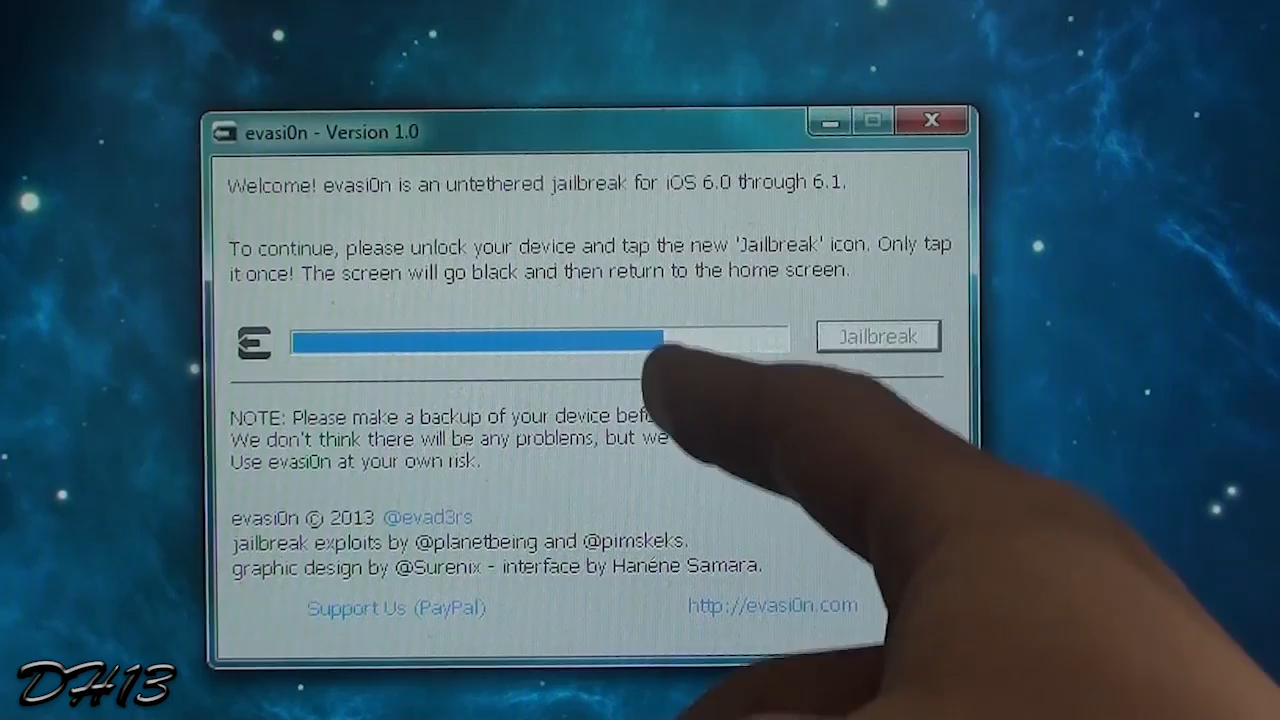 evasi0n - Version 1.0
Welcome! evasi0n is an untethered jailbreak for iOS 6.0 through 6.1.
To continue, please unlock your device and tap the new 'Jailbreak' icon. Only tap
it once! The screen will go black and then return to the home screen.
Jailbreak
NOTE: Please make a backup of your device
We don't think there will be any problems, but we
Use evasi0n at your own risk.
evasi0n © 2013 @evad3rs
jailbreak exploits by @planetbeing and @pimskeks.
graphic design by @Surenix - interface by Hanéne Samara.
Support Us (PayPal)
http://evasi0n.com
DH13